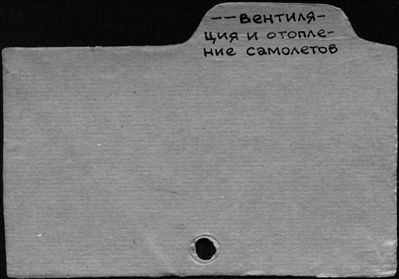 -- вентиля-
ция и отопле-
ние самолетов